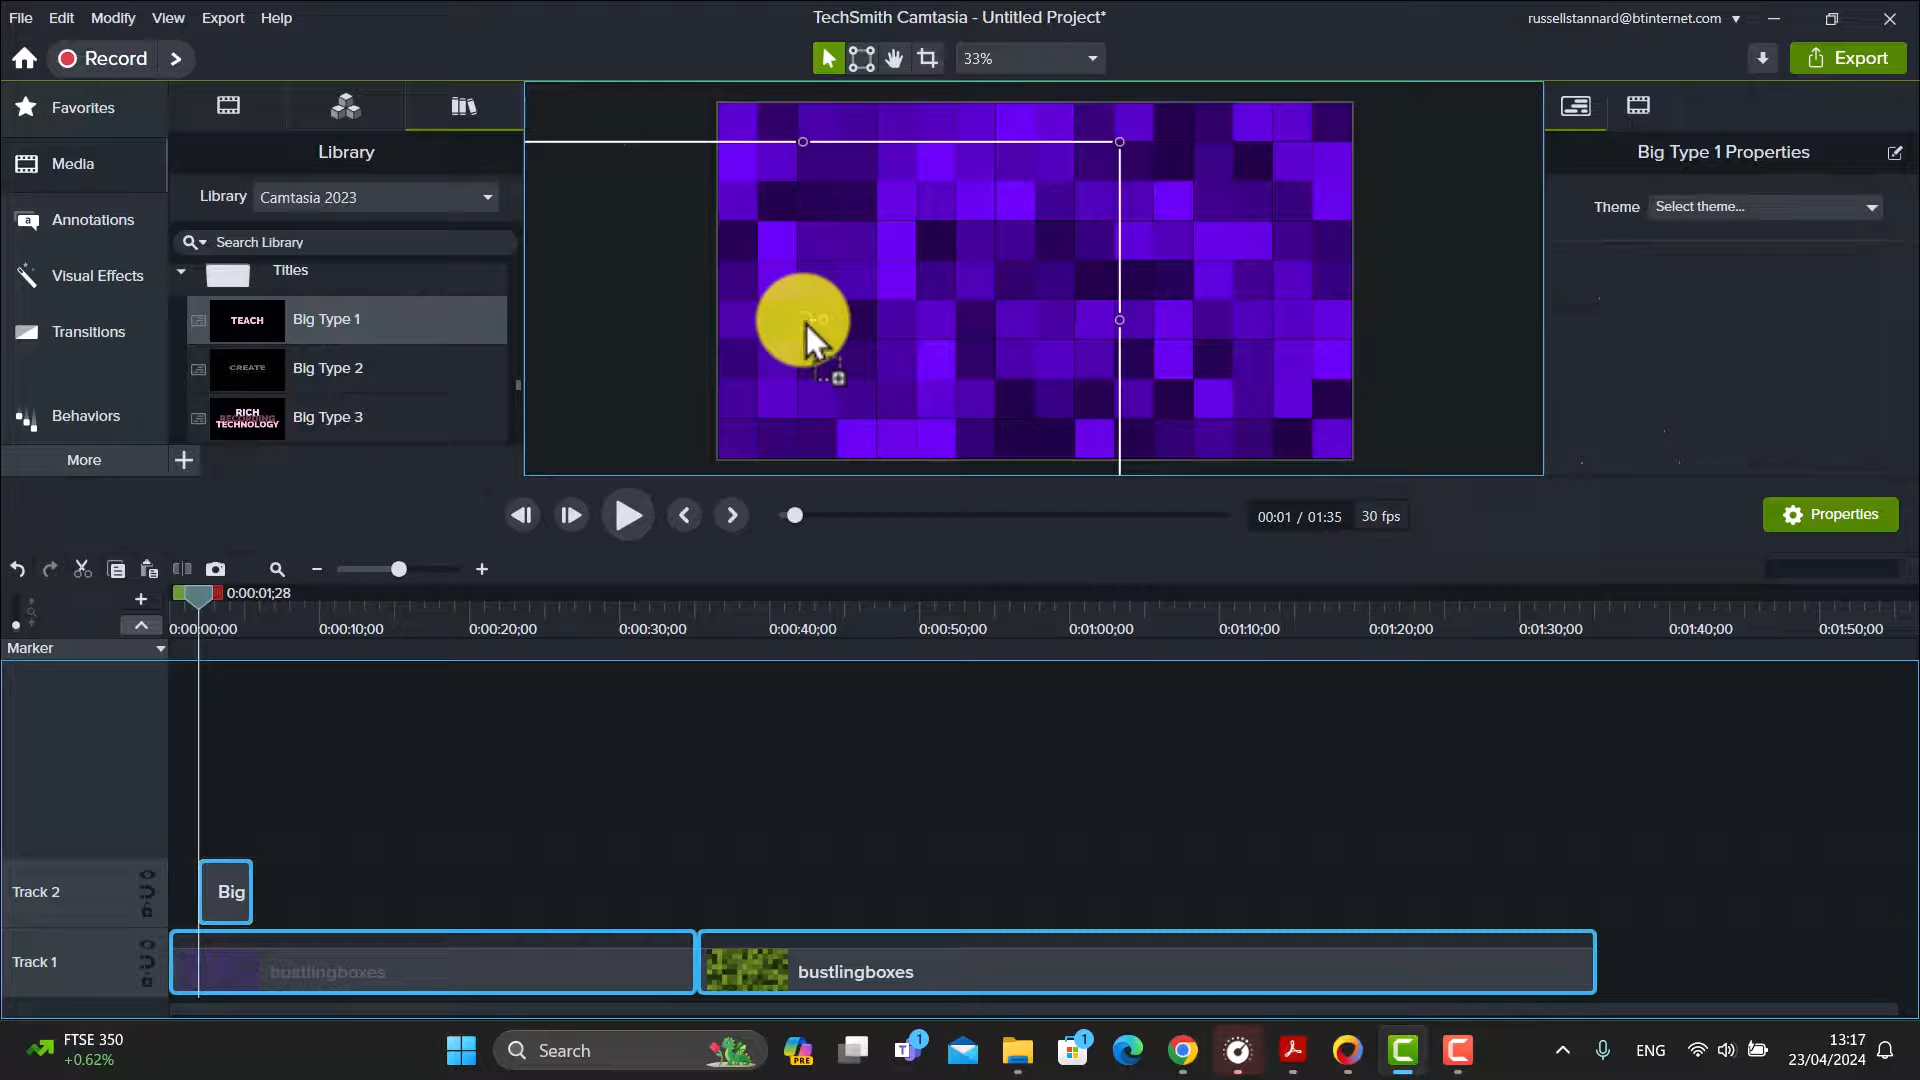 File Edit Modify View Export Help
TechSmith Camtasia - Untitled Project*
russellstannard@btinternet.com
Record
33%
Export
Favorites
Media
Annotations
Visual Effects
Transitions
Behaviors
More
Library
Library Camtasia 2023
Search Library
Titles
TEACH Big Type 1
CREATE Big Type 2
RICH RECORDING TECHNOLOGY Big Type 3
Big Type 1 Properties
Theme Select theme...
00:01 / 01:35 30 fps
Properties
0:00:01;28
0:00:00;00 0:00:10;00 0:00:20;00 0:00:30;00 0:00:40;00 0:00:50;00 0:01:00;00 0:01:10;00 0:01:20;00 0:01:30;00 0:01:40;00 0:01:50;00
Marker
Track 2
Big
Track 1
bustlingboxes
bustlingboxes
FTSE 350
+0.62%
Search
PRE
1
1
ENG
13:17
23/04/2024